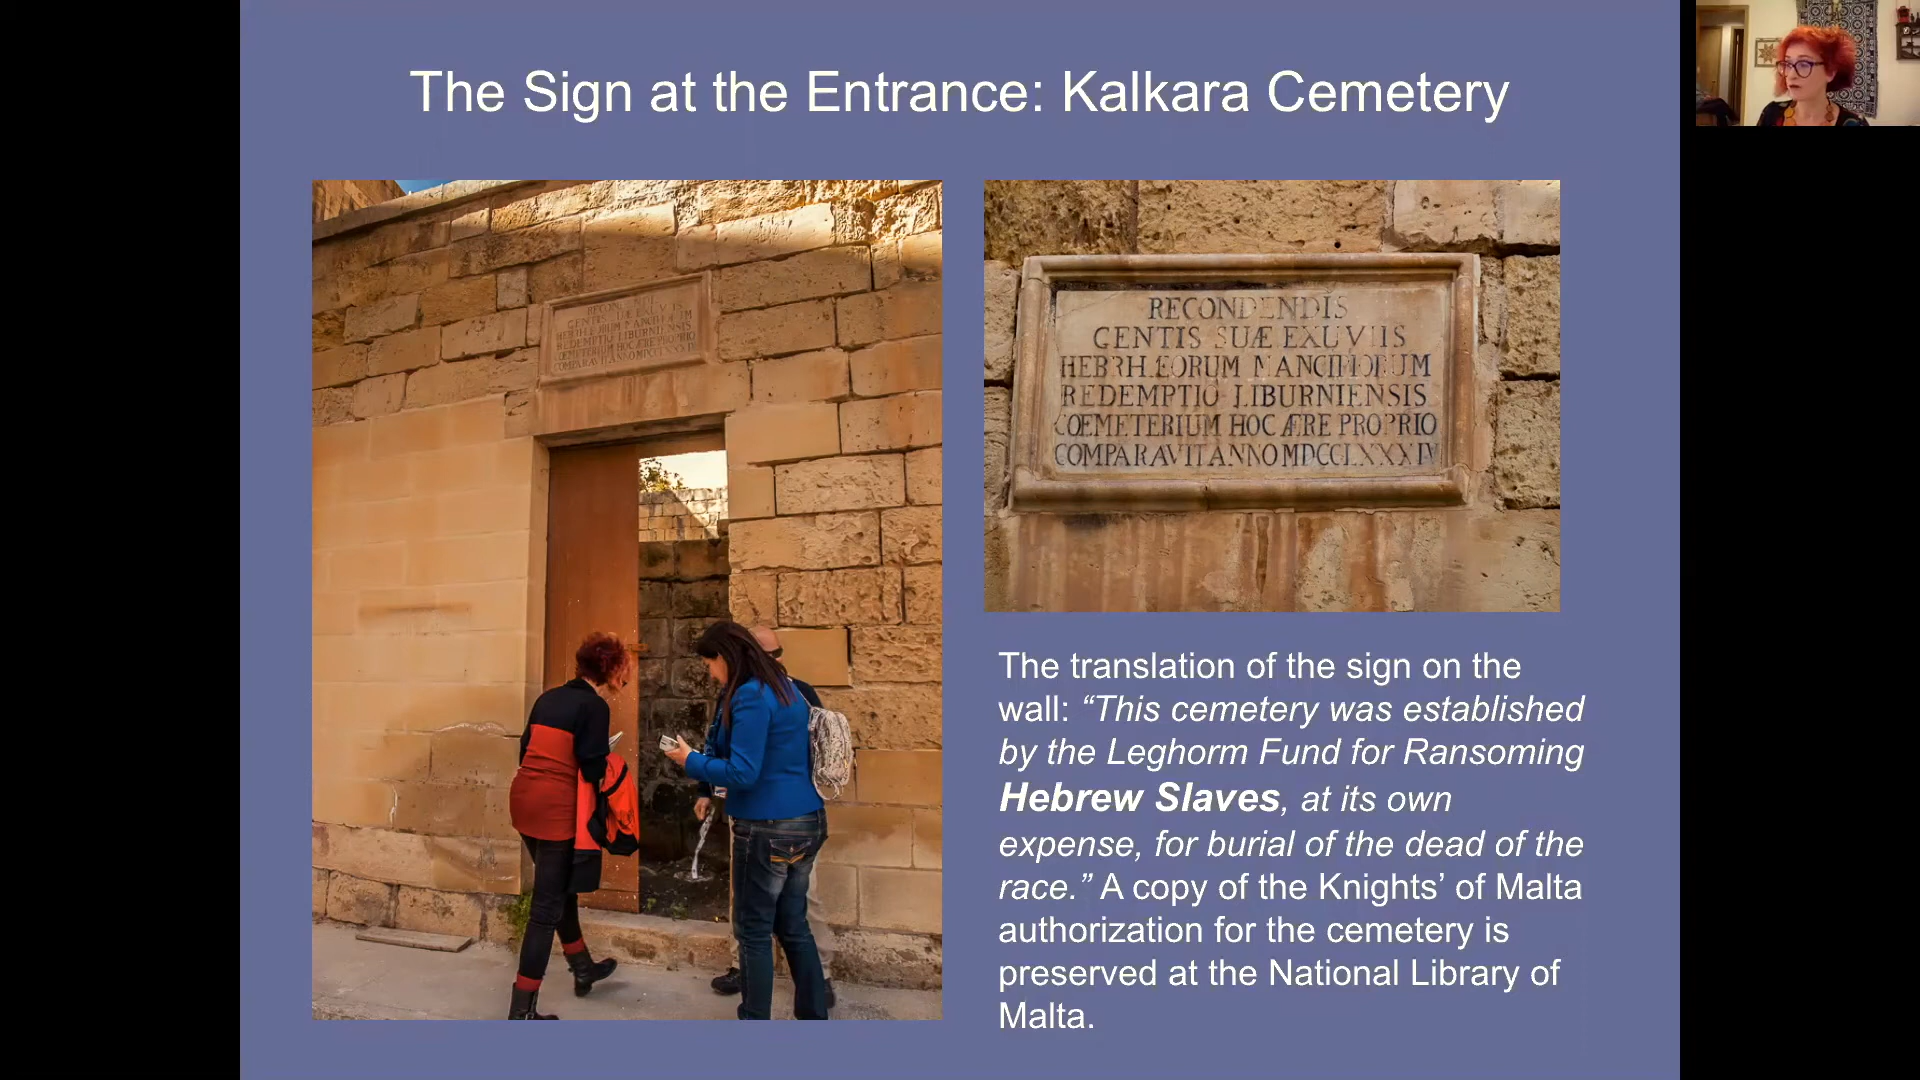 The Sign at the Entrance: Kalkara Cemetery
RECONDENDIS
GENTIS SUÆ EXUVIIS
HEBRHÆORUM MANCIPIORUM
REDEMPTIO LIBURNIENSIS
COEMETERIUM HOC ÆRE PROPRIO
COMPARAVIT ANNO MDCCLXXXIV
The translation of the sign on the
wall: “This cemetery was established
by the Leghorm Fund for Ransoming
Hebrew Slaves, at its own
expense, for burial of the dead of the
race.” A copy of the Knights’ of Malta
authorization for the cemetery is
preserved at the National Library of
Malta.